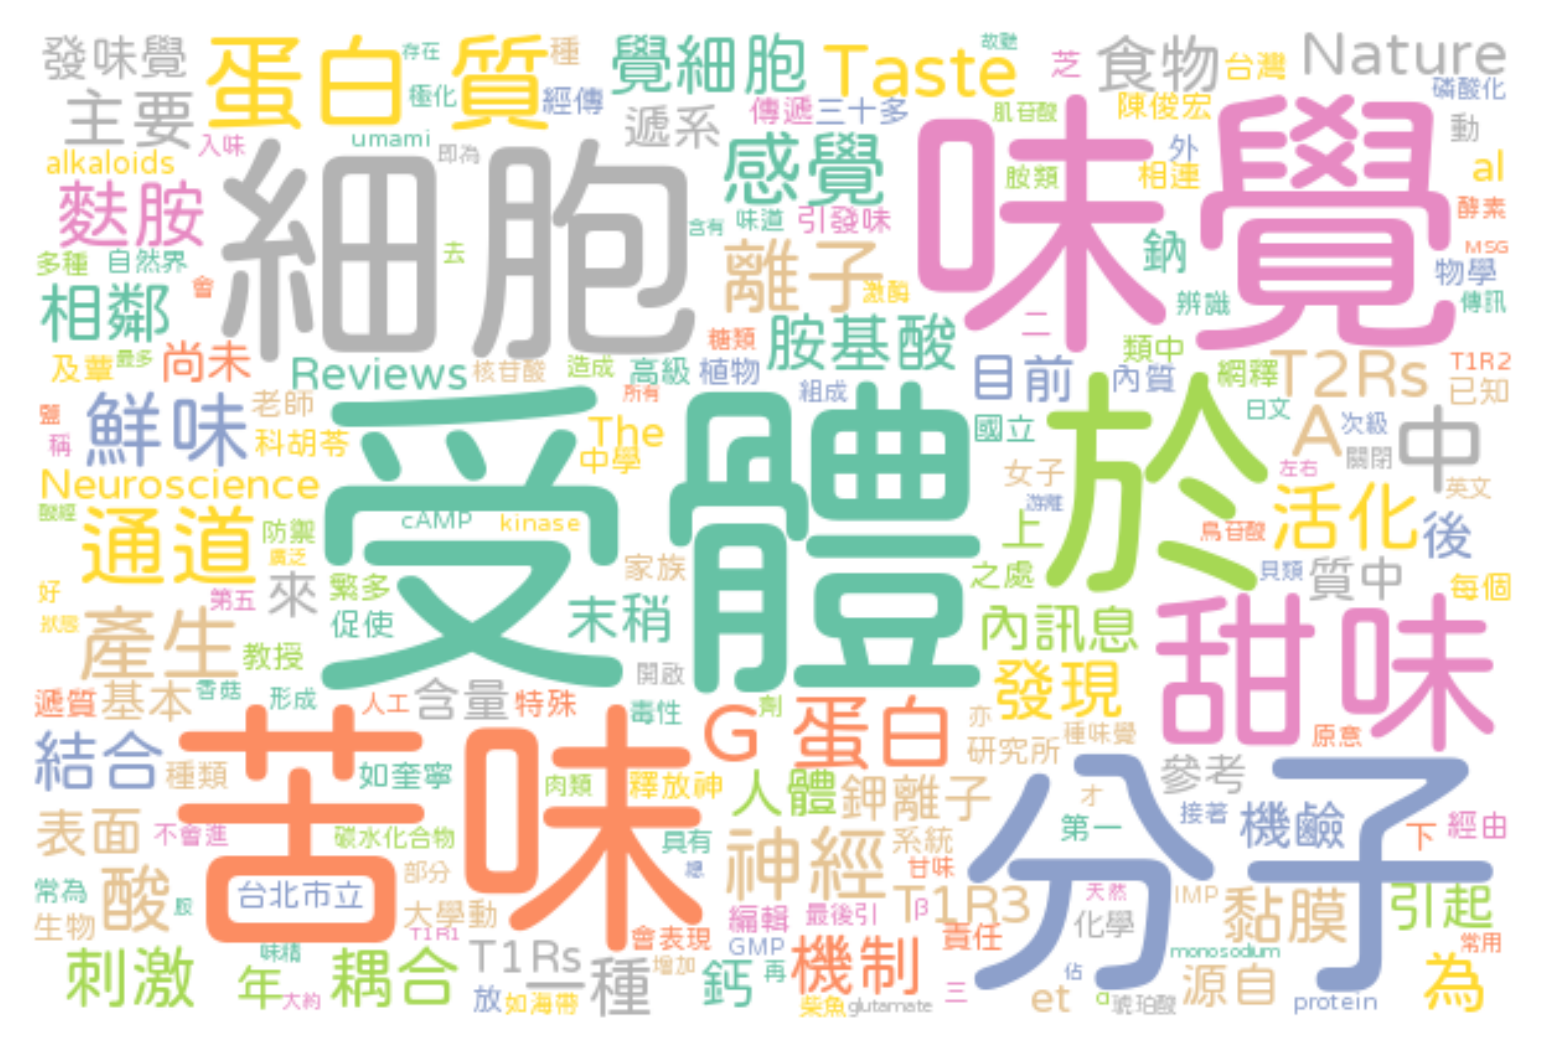 發味覺
蛋白質
存在
種
覺細胞
Taste
故聽
芝
食物
台灣
Nature
主要
極化
經傳
遞系
傳遞
三十多
肌苷酸
陳俊宏
磷酸化
動
alkaloids
入味
umami
即為
細胞
感覺
味覺
胺類
外
相連
al
麩胺
含有
味道
引發味
鈉
酵素
多種
自然界
去
離子
MSG
物學
相鄰
會
激酶
辨識
傳訊
及蕈
最多
尚未
Reviews
核苷酸
造成
高級
糖類
植物
胺基酸
二
目前
類中
內質
網釋
T2Rs
T1R2
已知
鹽
鮮味
老師
所有
組成
日文
稱
科胡苓
受體
The
中學
國立
於
A
次級
關閉
中
Neuroscience
女子
左右
英文
通道
防禦
廣泛
cAMP
kinase
游離
上
鳥苷酸
活化
後
好
第五
來
繁多
家族
之處
貝類
質中
每個
狀態
產生
教授
促使
末稍
內訊息
甜味
遞質
基本
香菇
形成
人工
含量
特殊
開啟
毒性
G
劑
蛋白
發現
亦
研究所
種味覺
原意
結合
種類
苦味
如奎寧
肉類
釋放神
人體
鉀離子
分子
參考
表面
不會進
碳水化合物
具有
神經
系統
才
第一
接著
機鹼
下
經由
常為
酸
台北市立
部分
甘味
天然
IMP
生物
大學動
T1R1
會表現
編輯
最後引
T1R3
β
化學
黏膜
引起
刺激
味精
年
大約
耦合
T1Rs
放
如海帶
一種
增加
GMP
鈣
再
機制
責任
monosodium
常用
柴魚
glutamate
三
et
佔
α
琥珀酸
源自
protein
為